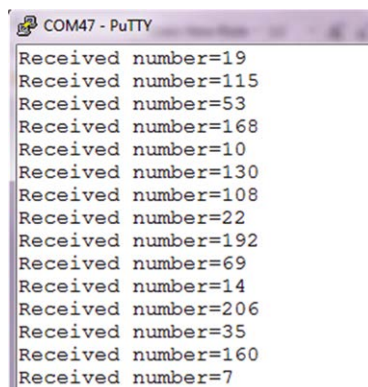 COM47 - PuTTY
Received number=19
Received number=115
Received number=53
Received number=168
Received number=10
Received number=130
Received number=108
Received number=22
Received number=192
Received number=69
Received number=14
Received number=206
Received number=35
Received number=160
Received number=7